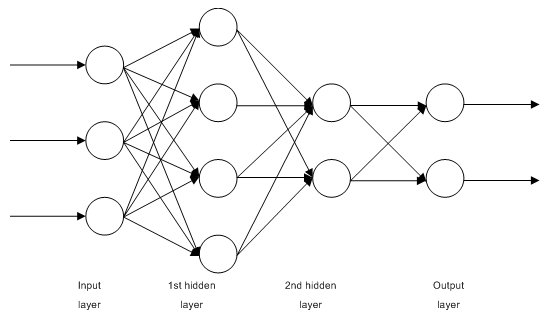 Input
layer
1st hidden
layer
2nd hidden
layer
Output
layer